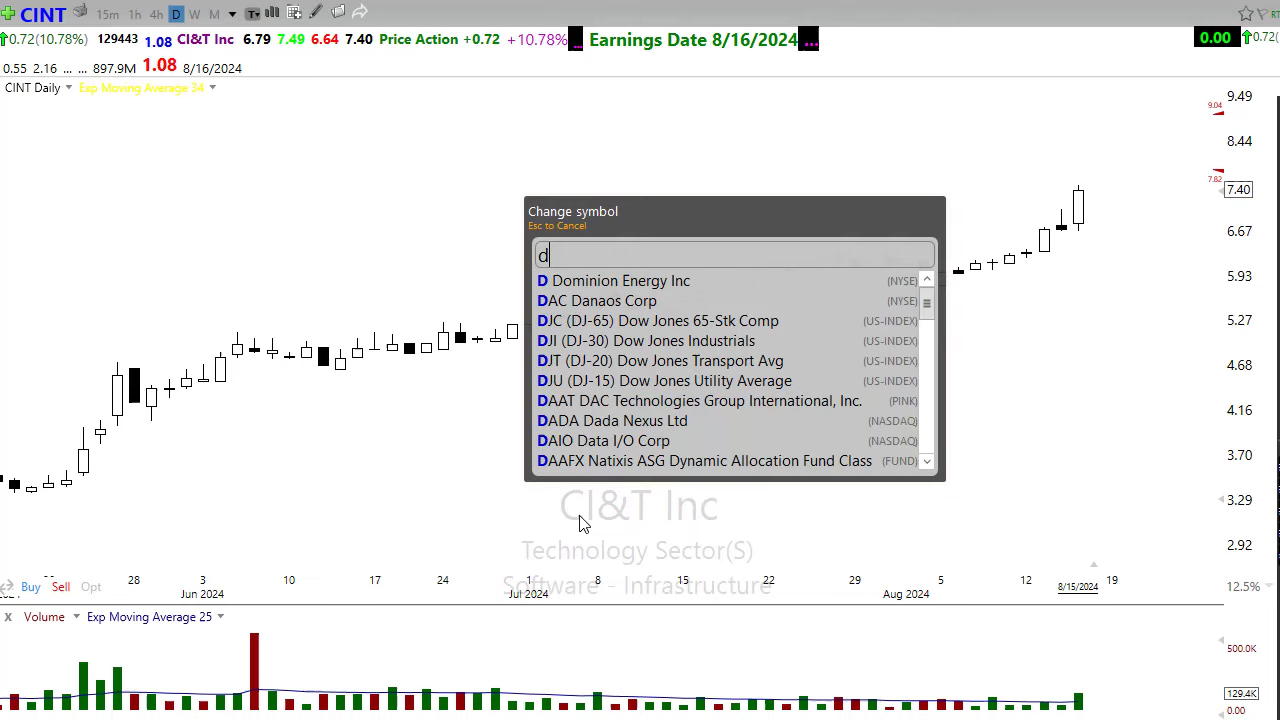 CINT 15m 1h 4h D W M T RT
0.72(10.78%) 129443 1.08 CI&T Inc 6.79 7.49 6.64 7.40 Price Action +0.72 +10.78% ... Earnings Date 8/16/2024 ... 0.00 0.72(
0.55 2.16 ... ... 897.9M 1.08 8/16/2024
CINT Daily Exp Moving Average 34
9.49
9.04
8.44
7.82
7.40
6.67
5.93
5.27
4.68
4.16
3.70
3.29
2.92
Change symbol
Esc to Cancel
d
D Dominion Energy Inc (NYSE)
DAC Danaos Corp (NYSE)
DJC (DJ-65) Dow Jones 65-Stk Comp (US-INDEX)
DJI (DJ-30) Dow Jones Industrials (US-INDEX)
DJT (DJ-20) Dow Jones Transport Avg (US-INDEX)
DJU (DJ-15) Dow Jones Utility Average (US-INDEX)
DAAT DAC Technologies Group International, Inc. (PINK)
DADA Dada Nexus Ltd (NASDAQ)
DAIO Data I/O Corp (NASDAQ)
DAAFX Natixis ASG Dynamic Allocation Fund Class (FUND)
CI&T Inc
Technology Sector(S)
Software - Infrastructure
28 3 10 17 24 1 8 15 22 29 5 12 19
Buy Sell Opt
Jun 2024 Jul 2024 Aug 2024 8/15/2024
12.5%
X Volume Exp Moving Average 25
500.0K
129.4K
0.00